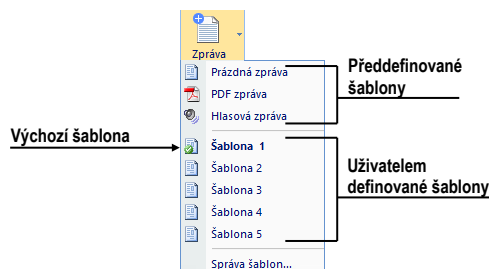 Zpráva
Prázdná zpráva
PDF zpráva
Hlasová zpráva
Předdefinované
šablony
Výchozí šablona
Šablona 1
Šablona 2
Šablona 3
Šablona 4
Šablona 5
Uživatelem
definované šablony
Správa šablon...